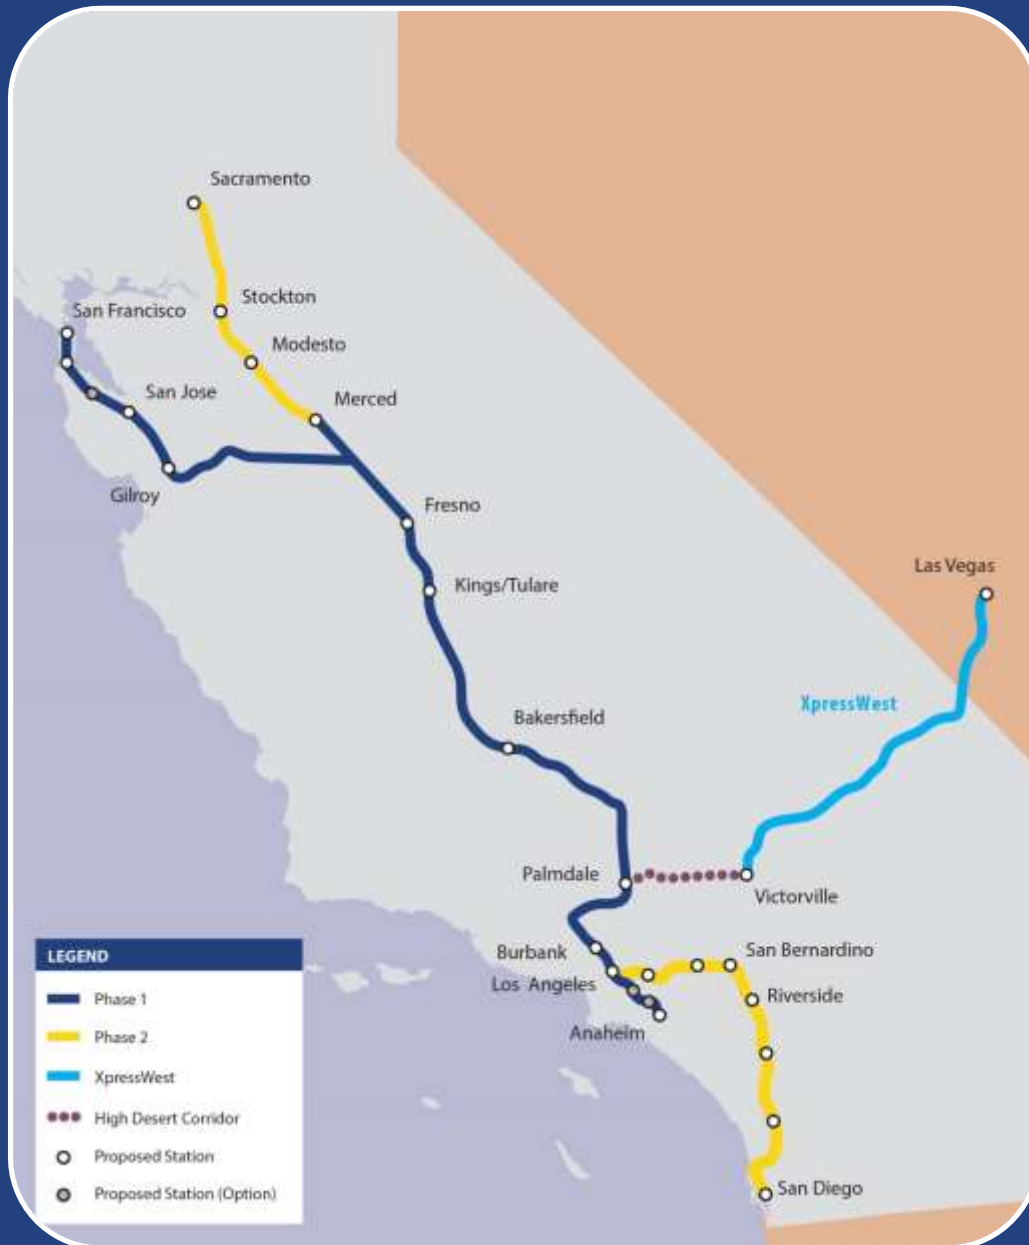 Sacramento
Stockton
San Francisco
Modesto
San Jose
Merced
Gilroy
Fresno
Las Vegas
Kings/Tulare
XpressWest
Bakersfield
Palmdale
Victorville
Burbank
San Bernardino
Los Angeles
Riverside
Anaheim
San Diego
LEGEND
Phase 1
Phase 2
XpressWest
High Desert Corridor
Proposed Station
Proposed Station (Option)